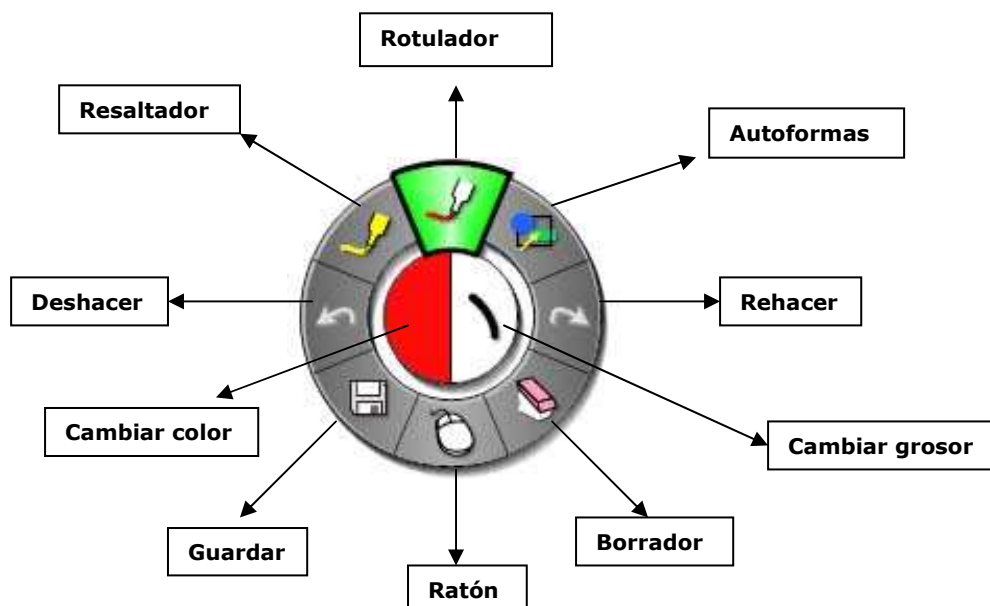 Rotulador
Resaltador
Autoformas
Deshacer
Rehacer
Cambiar color
Cambiar grosor
Guardar
Borrador
Ratón